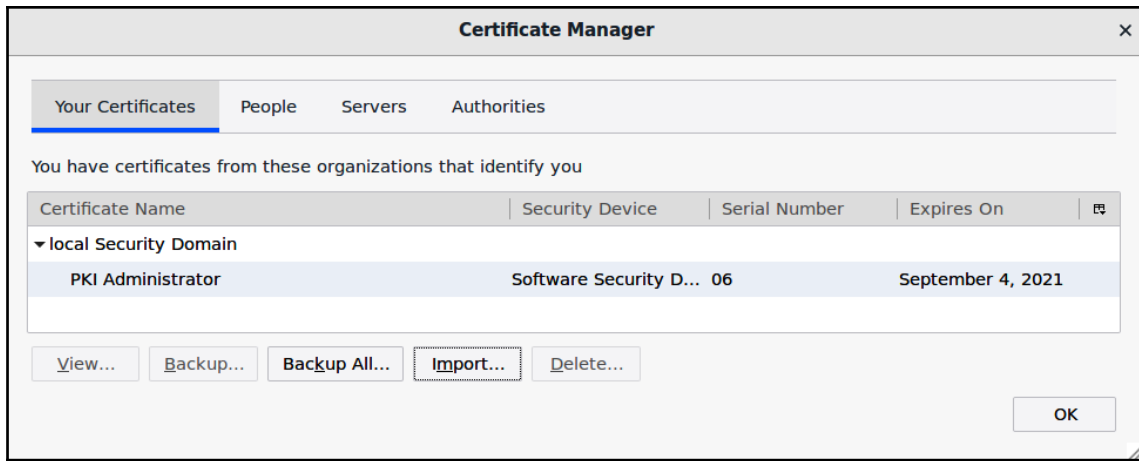 Certificate Manager
Your Certificates People Servers Authorities
You have certificates from these organizations that identify you
Certificate Name Security Device Serial Number Expires On
local Security Domain
PKI Administrator Software Security D... 06 September 4, 2021
View... Backup... Backup All... Import... Delete...
OK